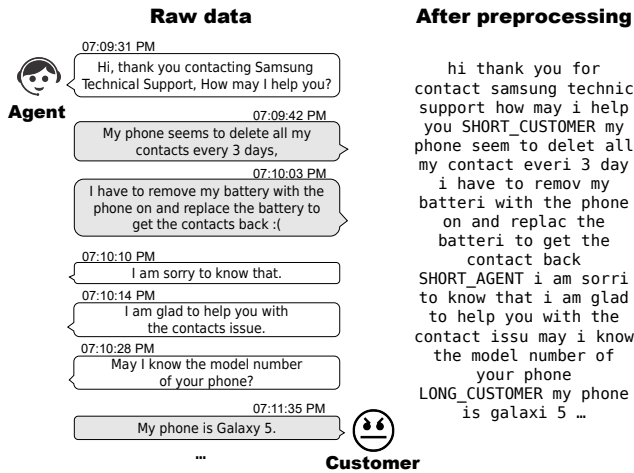 Raw data
07:09:31 PM
Hi, thank you contacting Samsung
Technical Support, How may I help you?
Agent
07:09:42 PM
My phone seems to delete all my
contacts every 3 days,
07:10:03 PM
I have to remove my battery with the
phone on and replace the battery to
get the contacts back :(
07:10:10 PM
I am sorry to know that.
07:10:14 PM
I am glad to help you with
the contacts issue.
07:10:28 PM
May I know the model number
of your phone?
07:11:35 PM
My phone is Galaxy 5.
...
Customer
After preprocessing
hi thank you for
contact samsung technic
support how may i help
you SHORT_CUSTOMER my
phone seem to delet all
my contact everi 3 day
i have to remov my
batteri with the phone
on and replac the
batteri to get the
contact back
SHORT_AGENT i am sorri
to know that i am glad
to help you with the
contact issu may i know
the model number of
your phone
LONG_CUSTOMER my phone
is galaxi 5 …